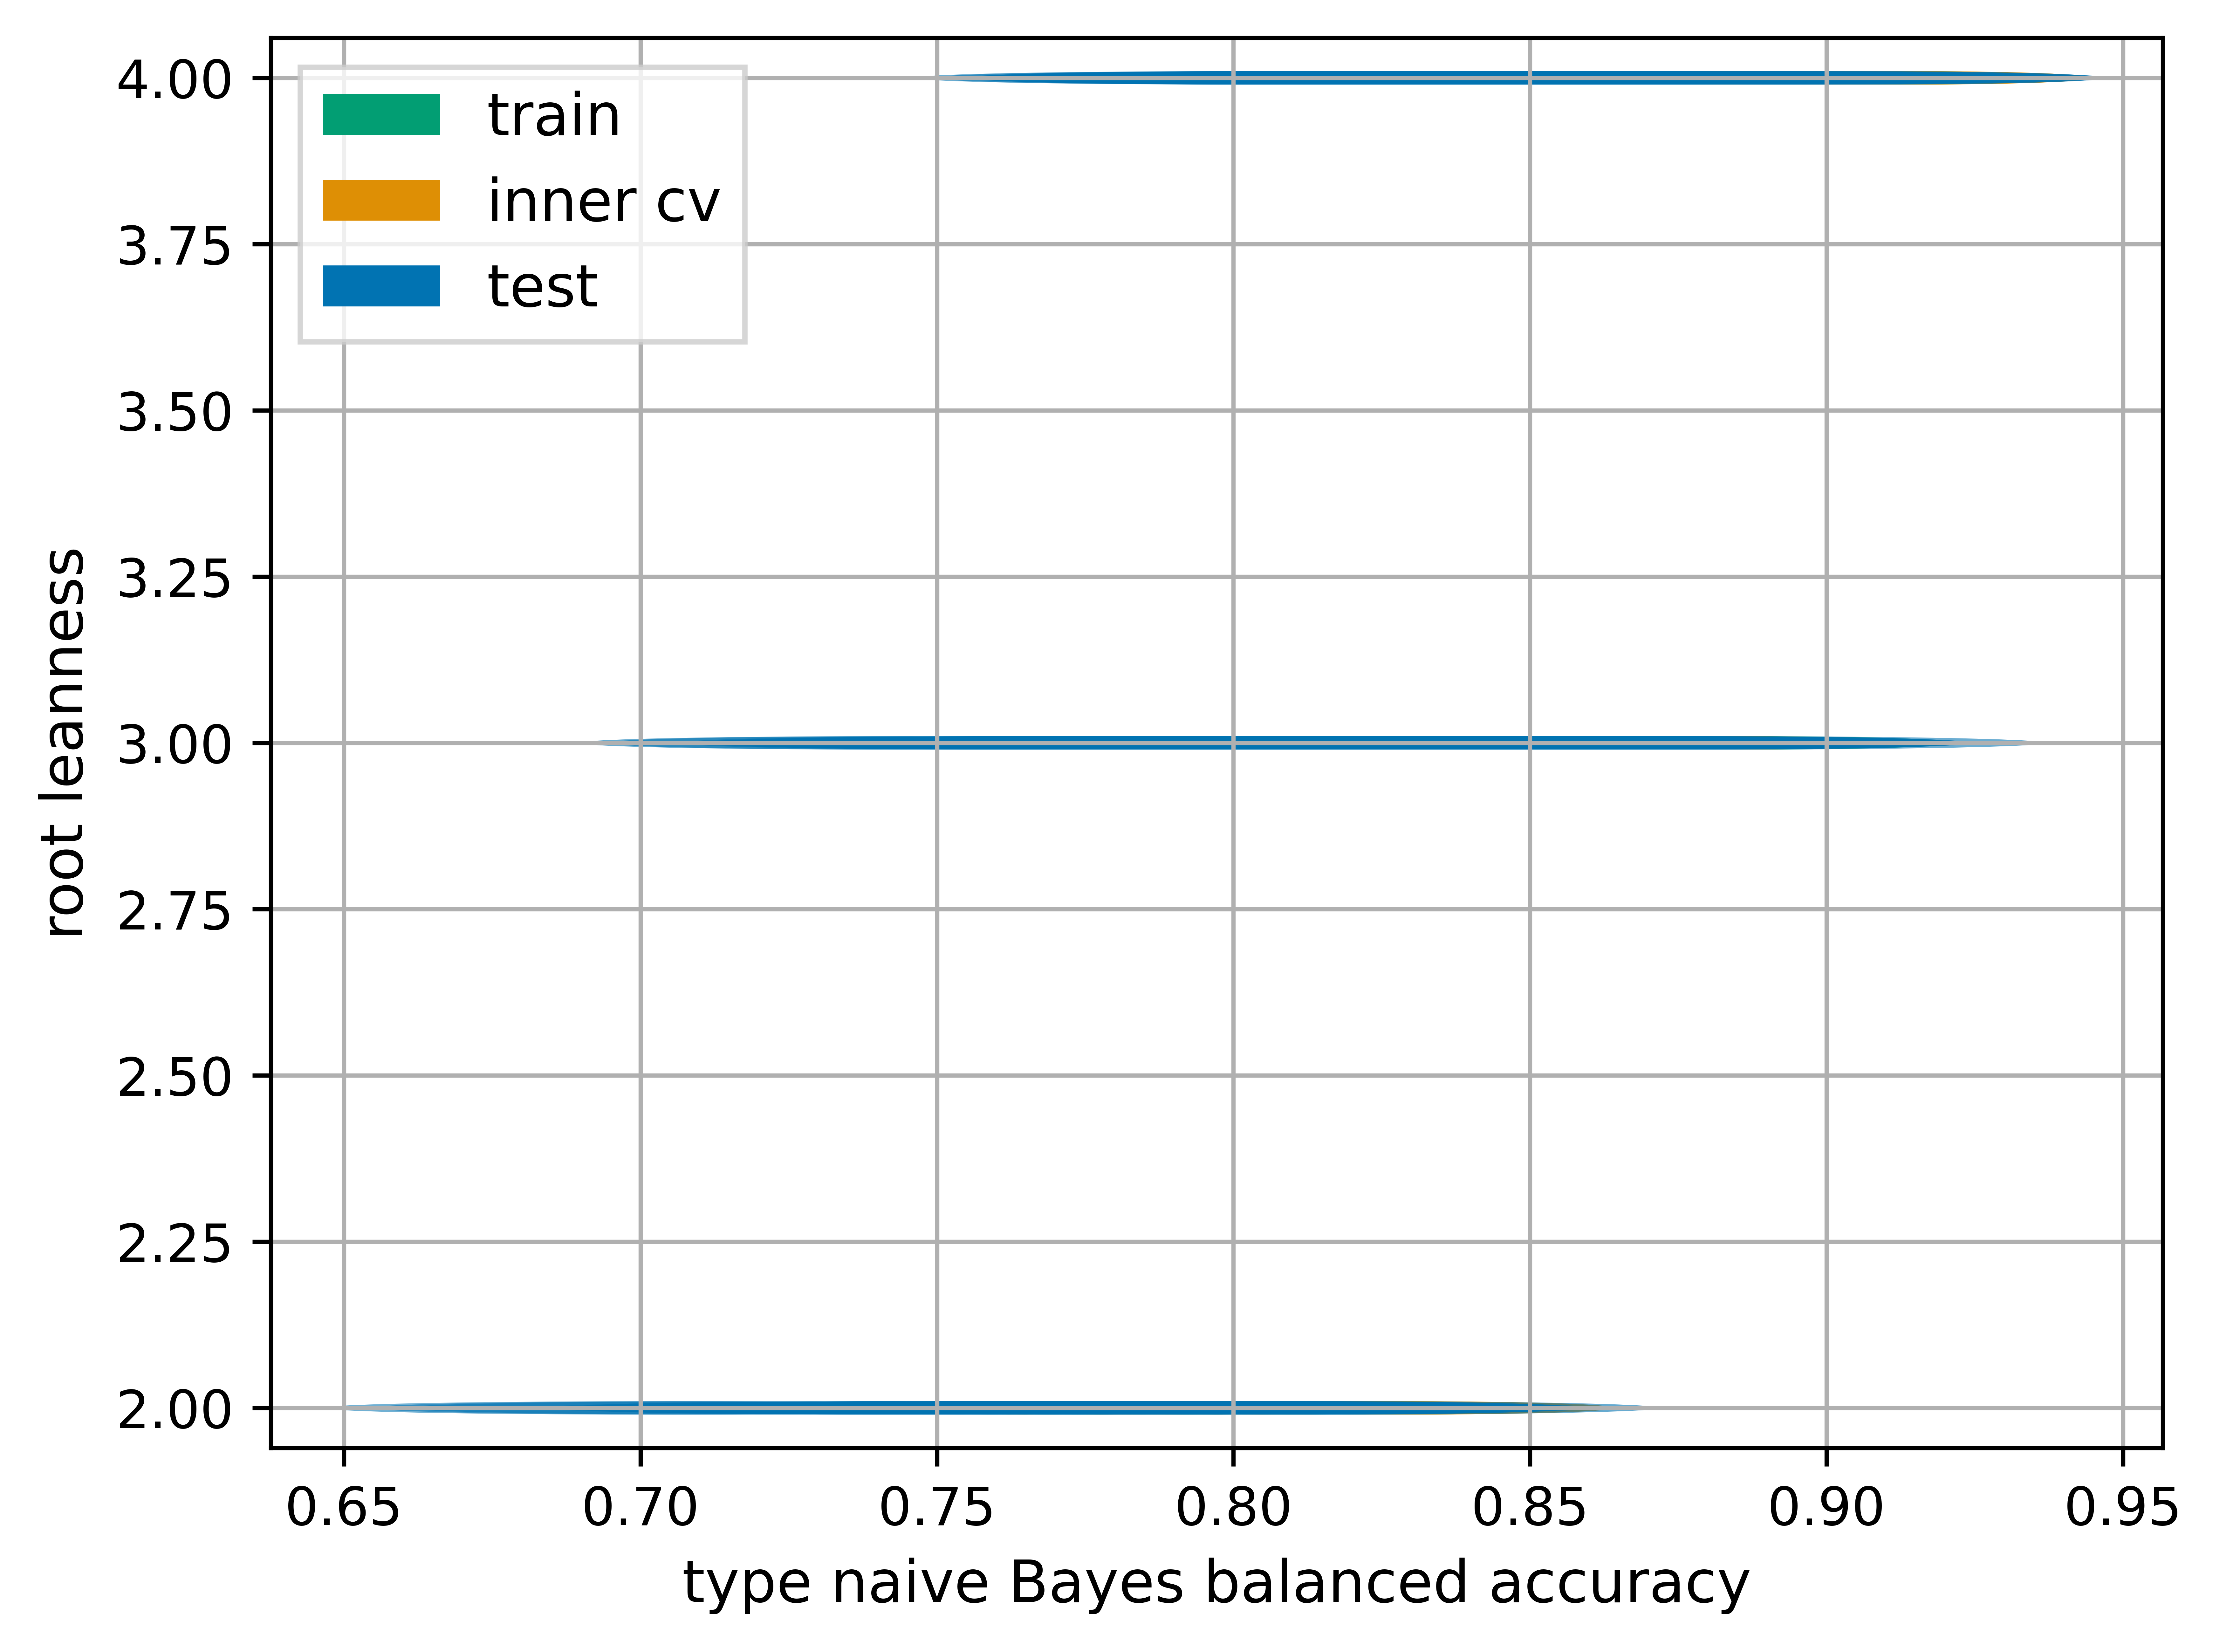 4.00
3.75
3.50
3.25
3.00
2.75
2.50
2.25
2.00
root leanness
train
inner cv
test
0.65 0.70 0.75 0.80 0.85 0.90 0.95
type naive Bayes balanced accuracy